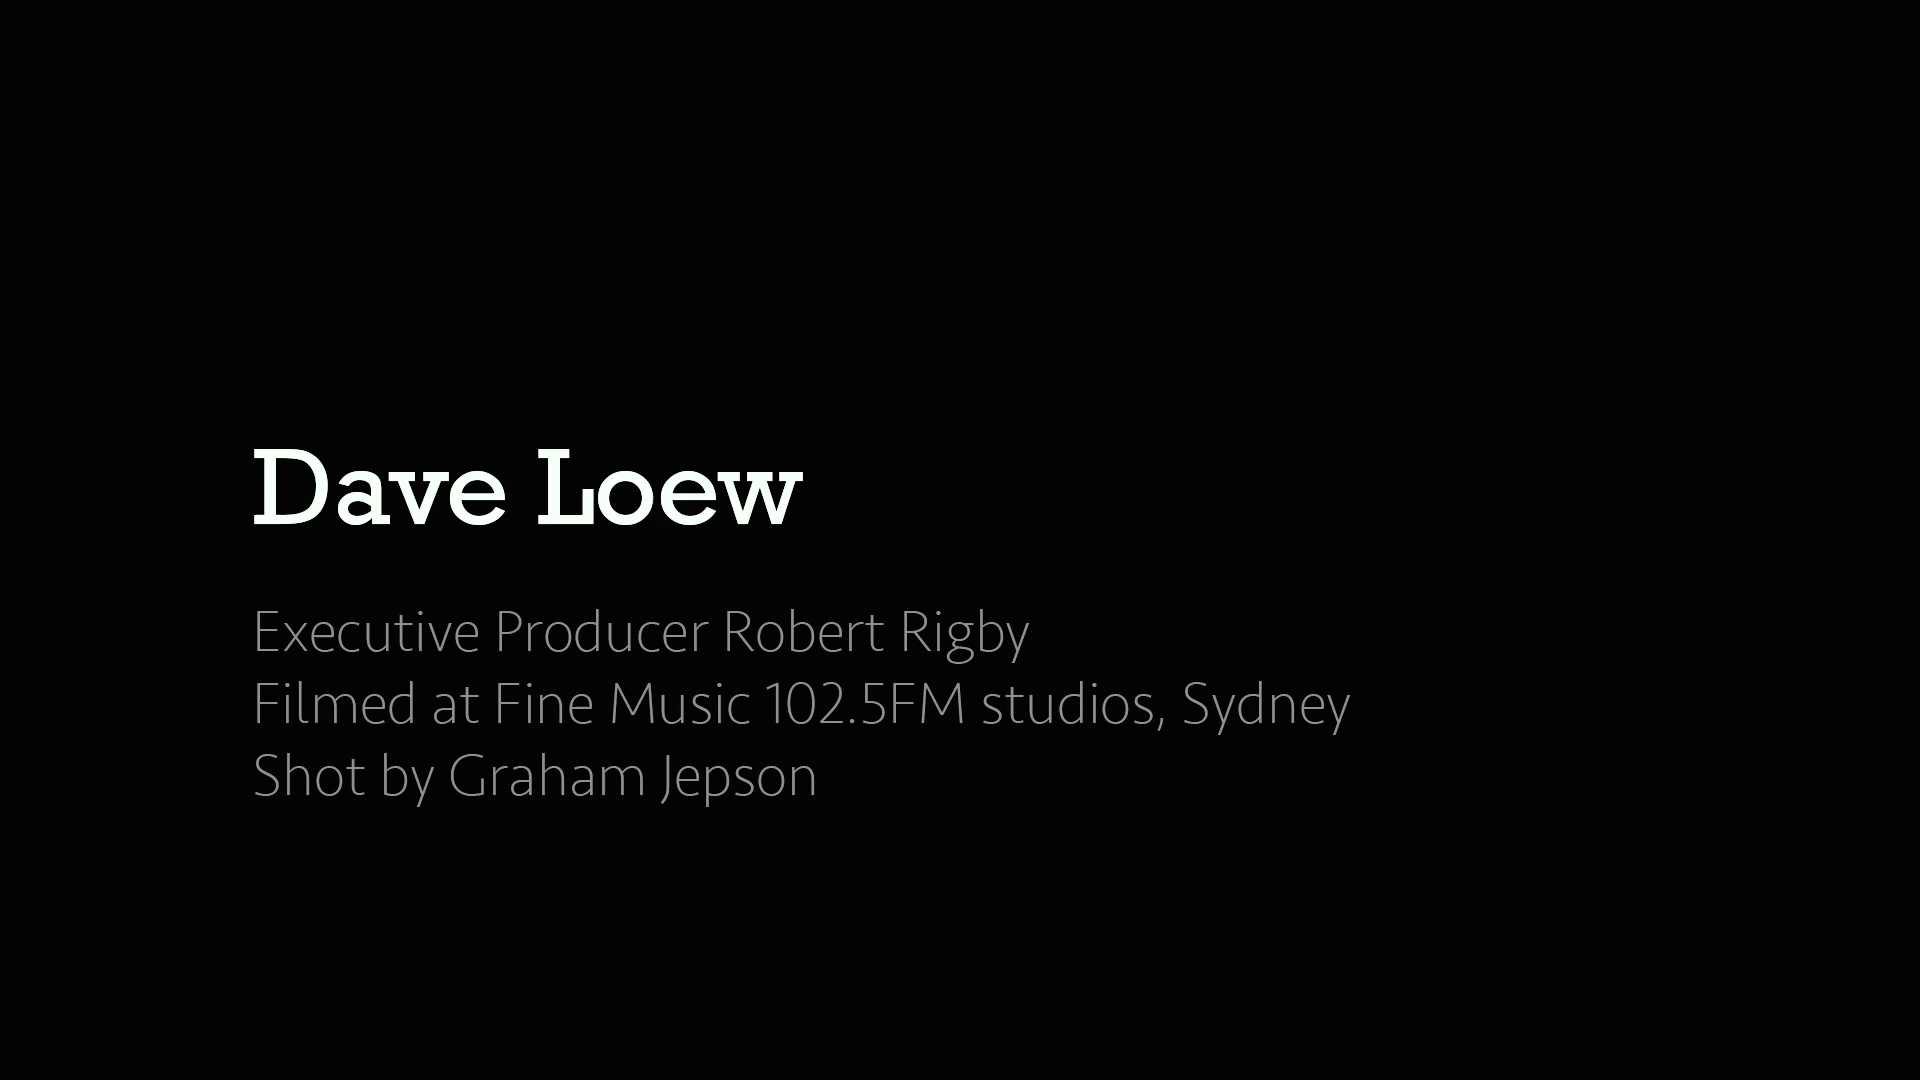 Dave Loew
Executive Producer Robert Rigby
Filmed at Fine Music 102.5FM studios, Sydney
Shot by Graham Jepson